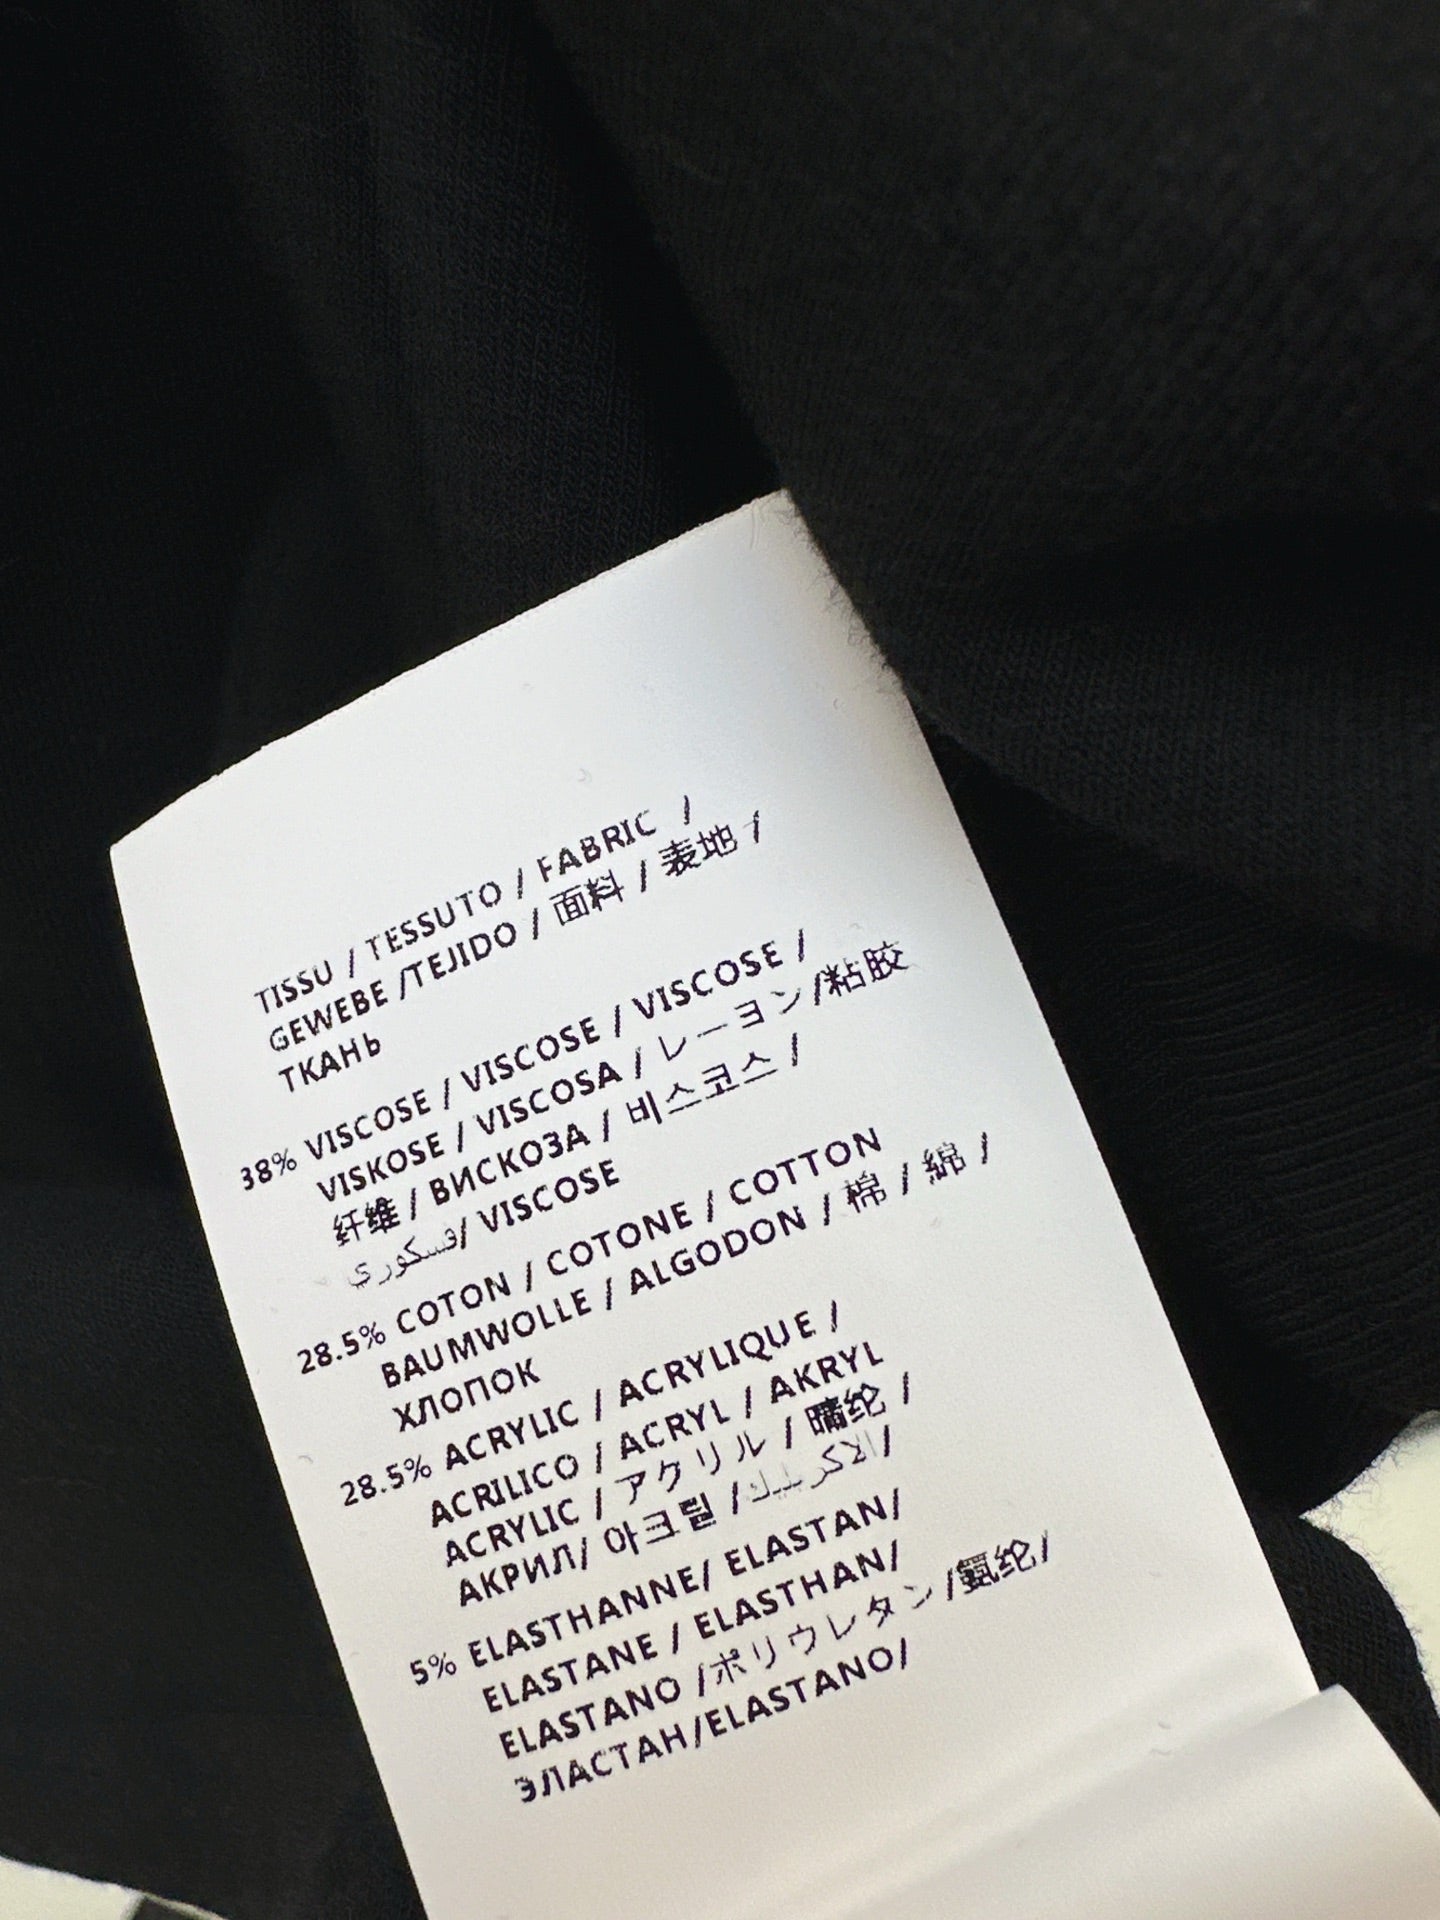 TISSU / TESSUTO / FABRIC /
GEWEBE /TEJIDO / 面料 / 表地 /
ТКАНЬ
38% VISCOSE / VISCOSE / VISCOSE /
VISKOSE / VISCOSA / レーヨン/粘胶
纤维 / ВИСКОЗА / 비스코스 /
فسكوري/ VISCOSE
28.5% COTON / COTONE / COTTON
BAUMWOLLE / ALGODON / 棉 / 綿 /
ХЛОПОК
28.5% ACRYLIC / ACRYLIQUE /
ACRILICO / ACRYL / AKRYL
ACRYLIC / アクリル / 腈纶 /
АКРИЛ/ 아크릴 /الاكريليك/
5% ELASTHANNE/ ELASTAN/
ELASTANE / ELASTHAN/
ELASTANO /ポリウレタン/氨纶/
ЭЛАСТАН/ELASTANO/